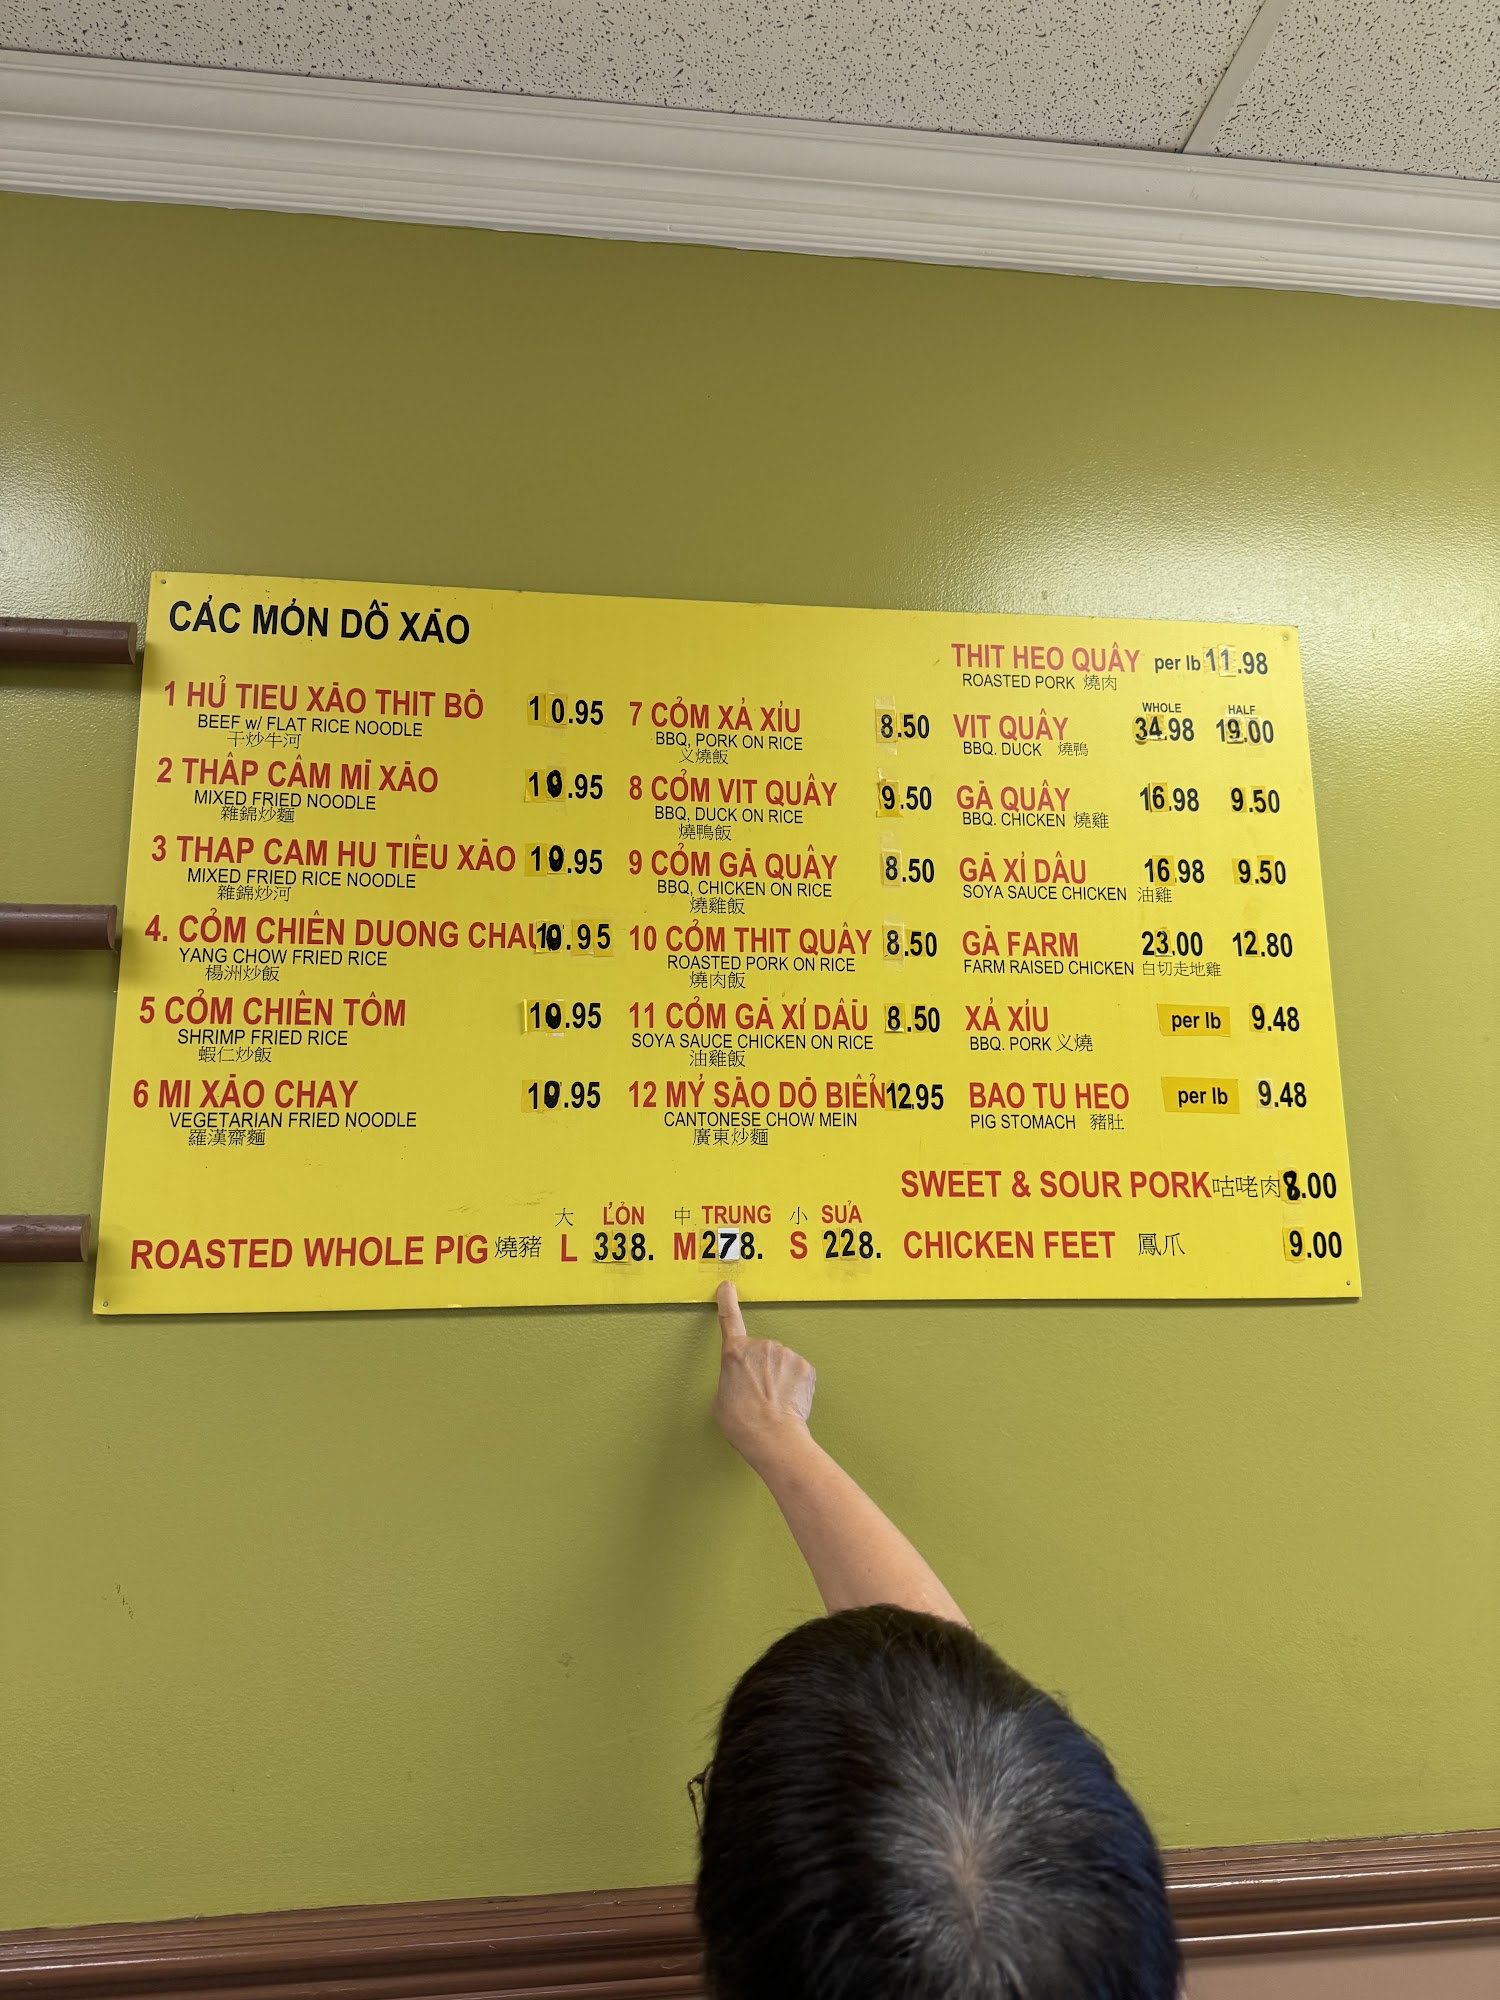 CÁC MÓN DỒ XÀO
1 HỦ TIEU XÀO THIT BÒ 10.95
BEEF w/ FLAT RICE NOODLE
干炒牛河
2 THẬP CÂM MÌ XÀO 10.95
MIXED FRIED NOODLE
雜錦炒麵
3 THAP CAM HU TIÊU XÀO 10.95
MIXED FRIED RICE NOODLE
雜錦炒河
4. CỎM CHIÊN DUONG CHAU 10.95
YANG CHOW FRIED RICE
楊洲炒飯
5 CỎM CHIÊN TÔM 10.95
SHRIMP FRIED RICE
蝦仁炒飯
6 MI XÀO CHAY 10.95
VEGETARIAN FRIED NOODLE
羅漢齋麵
7 CỎM XÁ XÍU 8.50
BBQ, PORK ON RICE
义燒飯
8 CỎM VIT QUÂY 9.50
BBQ, DUCK ON RICE
燒鴨飯
9 CỎM GÀ QUÂY 8.50
BBQ, CHICKEN ON RICE
燒雞飯
10 CỎM THIT QUÂY 8.50
ROASTED PORK ON RICE
燒肉飯
11 CỎM GÀ XÌ DÂU 8.50
SOYA SAUCE CHICKEN ON RICE
油雞飯
12 MỲ SÀO DÒ BIỂN 12.95
CANTONESE CHOW MEIN
廣東炒麵
THIT HEO QUÂY per lb 11.98
ROASTED PORK 燒肉
WHOLE HALF
VIT QUÂY 34.98 19.00
BBQ. DUCK 燒鴨
GÀ QUÂY 16.98 9.50
BBQ. CHICKEN 燒雞
GÀ XÌ DÂU 16.98 9.50
SOYA SAUCE CHICKEN 油雞
GÀ FARM 23.00 12.80
FARM RAISED CHICKEN 白切走地雞
XÁ XÍU per lb 9.48
BBQ. PORK 义燒
BAO TU HEO per lb 9.48
PIG STOMACH 豬肚
SWEET & SOUR PORK 咕咾肉 8.00
大 LỚN 中 TRUNG 小 SUẢ
ROASTED WHOLE PIG 燒豬 L 338. M 278. S 228.
CHICKEN FEET 鳳爪 9.00